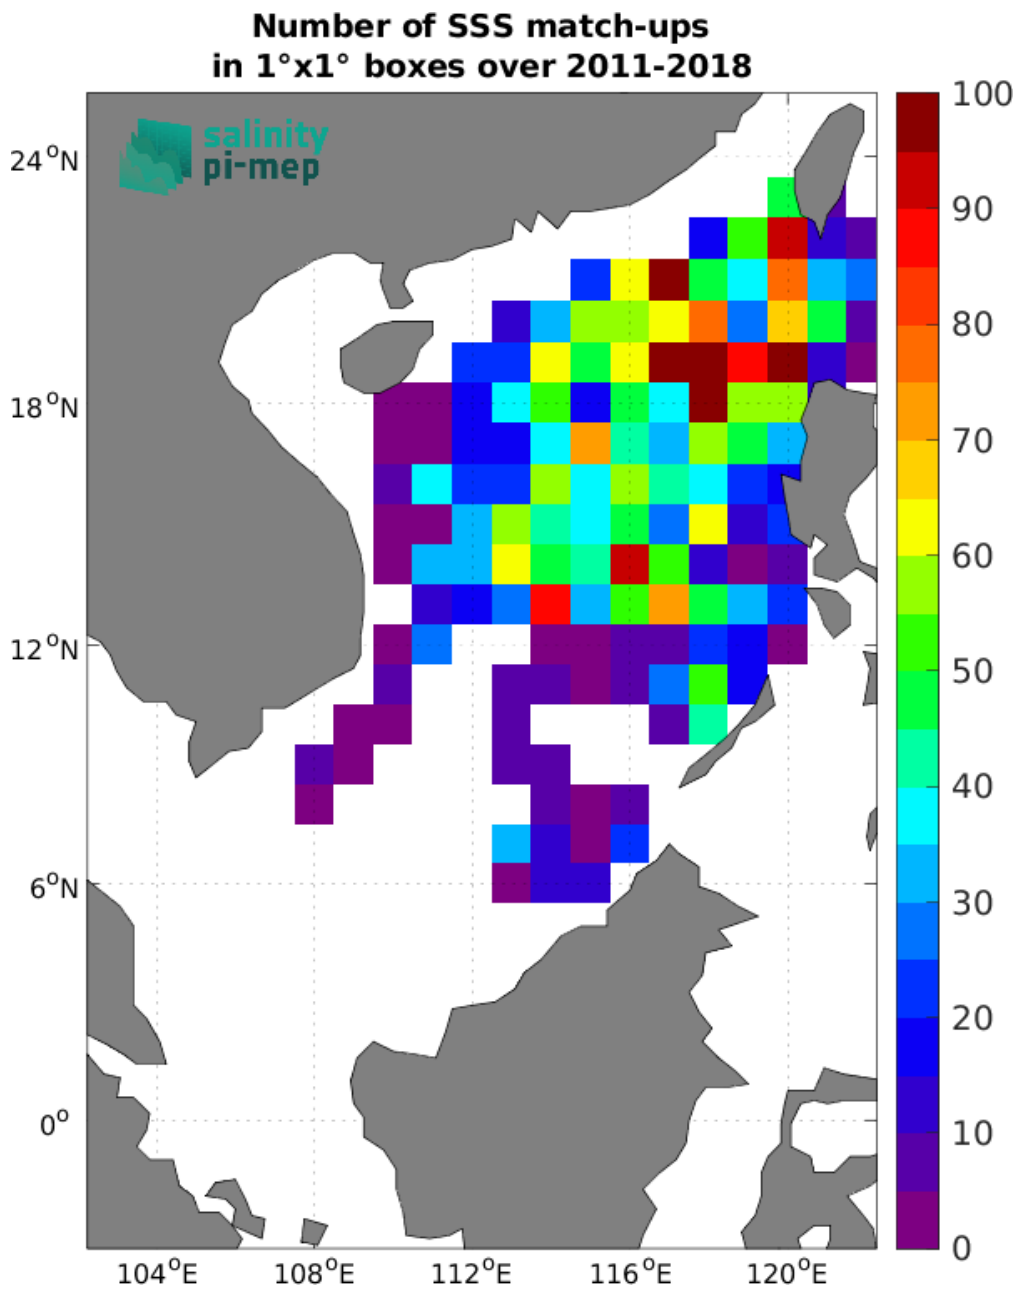 Number of SSS match-ups
in 1°x1° boxes over 2011-2018
salinity
pi-mep
24°N
18°N
12°N
6°N
0°
104°E
108°E
112°E
116°E
120°E
100
90
80
70
60
50
40
30
20
10
0